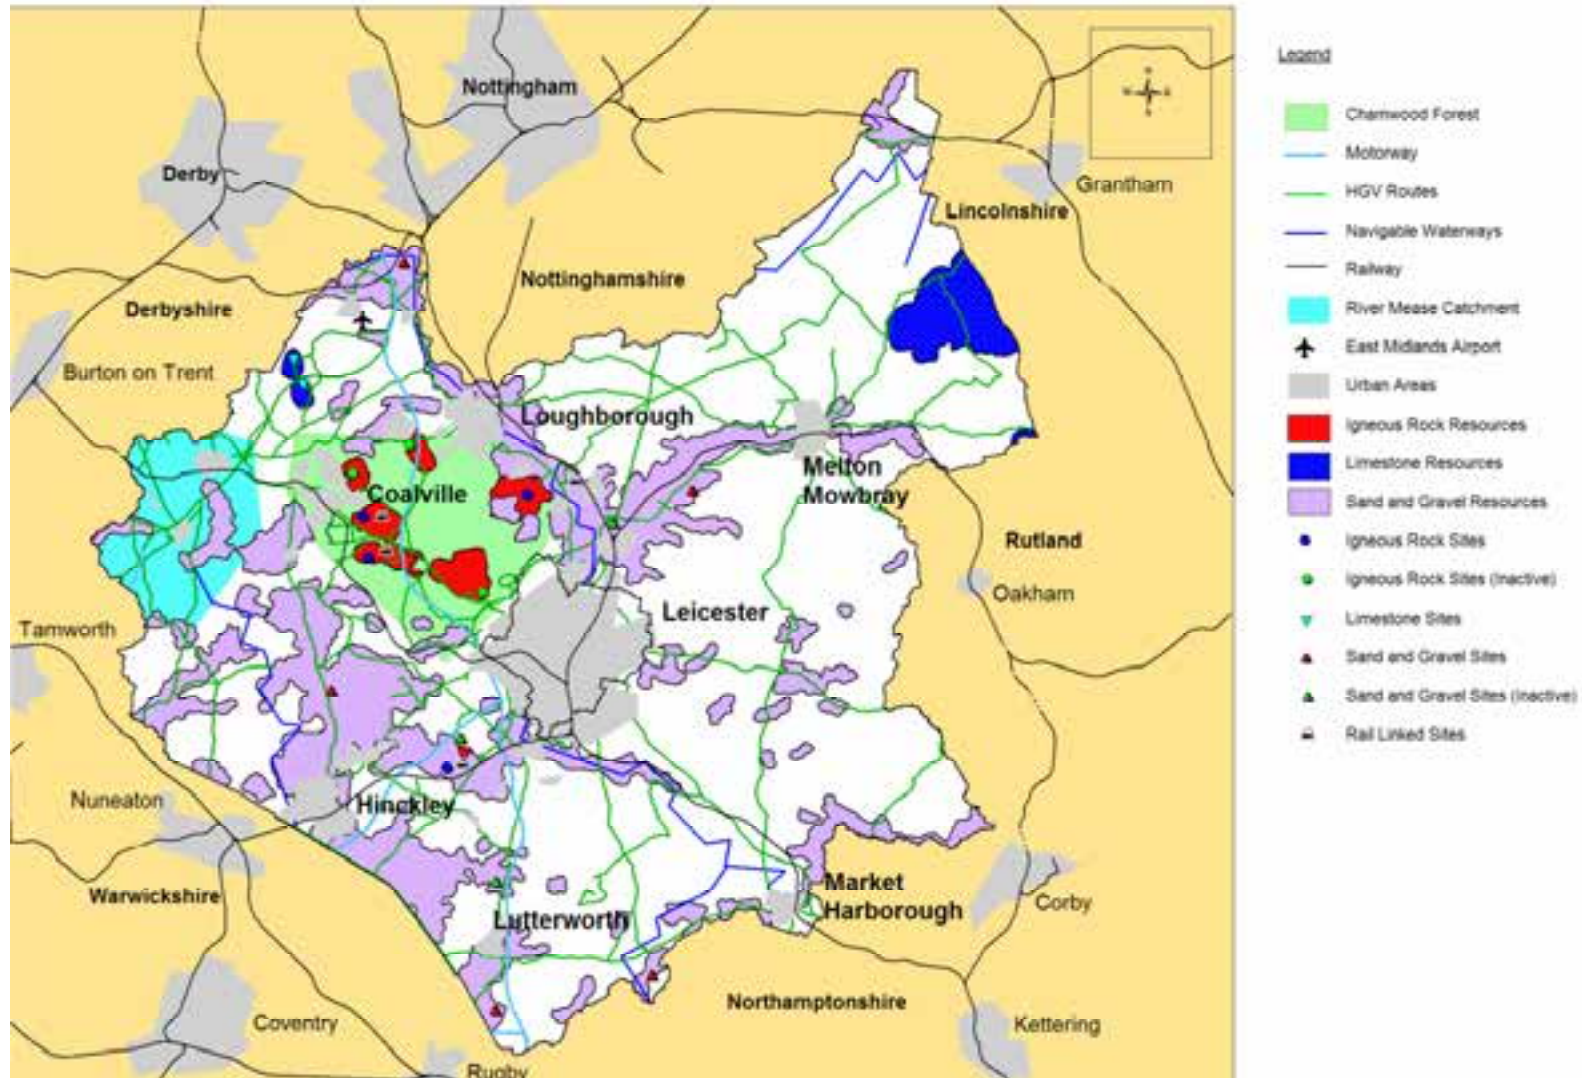 Legend
Nottingham
Charnwood Forest
Motorway
Derby
Grantham
HGV Routes
Lincolnshire
Navigable Waterways
Railway
Nottinghamshire
Derbyshire
River Mease Catchment
East Midlands Airport
Burton on Trent
Urban Areas
Loughborough
Igneous Rock Resources
Melton
Mowbray
Limestone Resources
Coalville
Sand and Gravel Resources
Rutland
Igneous Rock Sites
Igneous Rock Sites (Inactive)
Oakham
Leicester
Limestone Sites
Tamworth
Sand and Gravel Sites
Sand and Gravel Sites (Inactive)
Rail Linked Sites
Nuneaton
Hinckley
Warwickshire
Market
Harborough
Corby
Lutterworth
Northamptonshire
Coventry
Kettering
Rugby